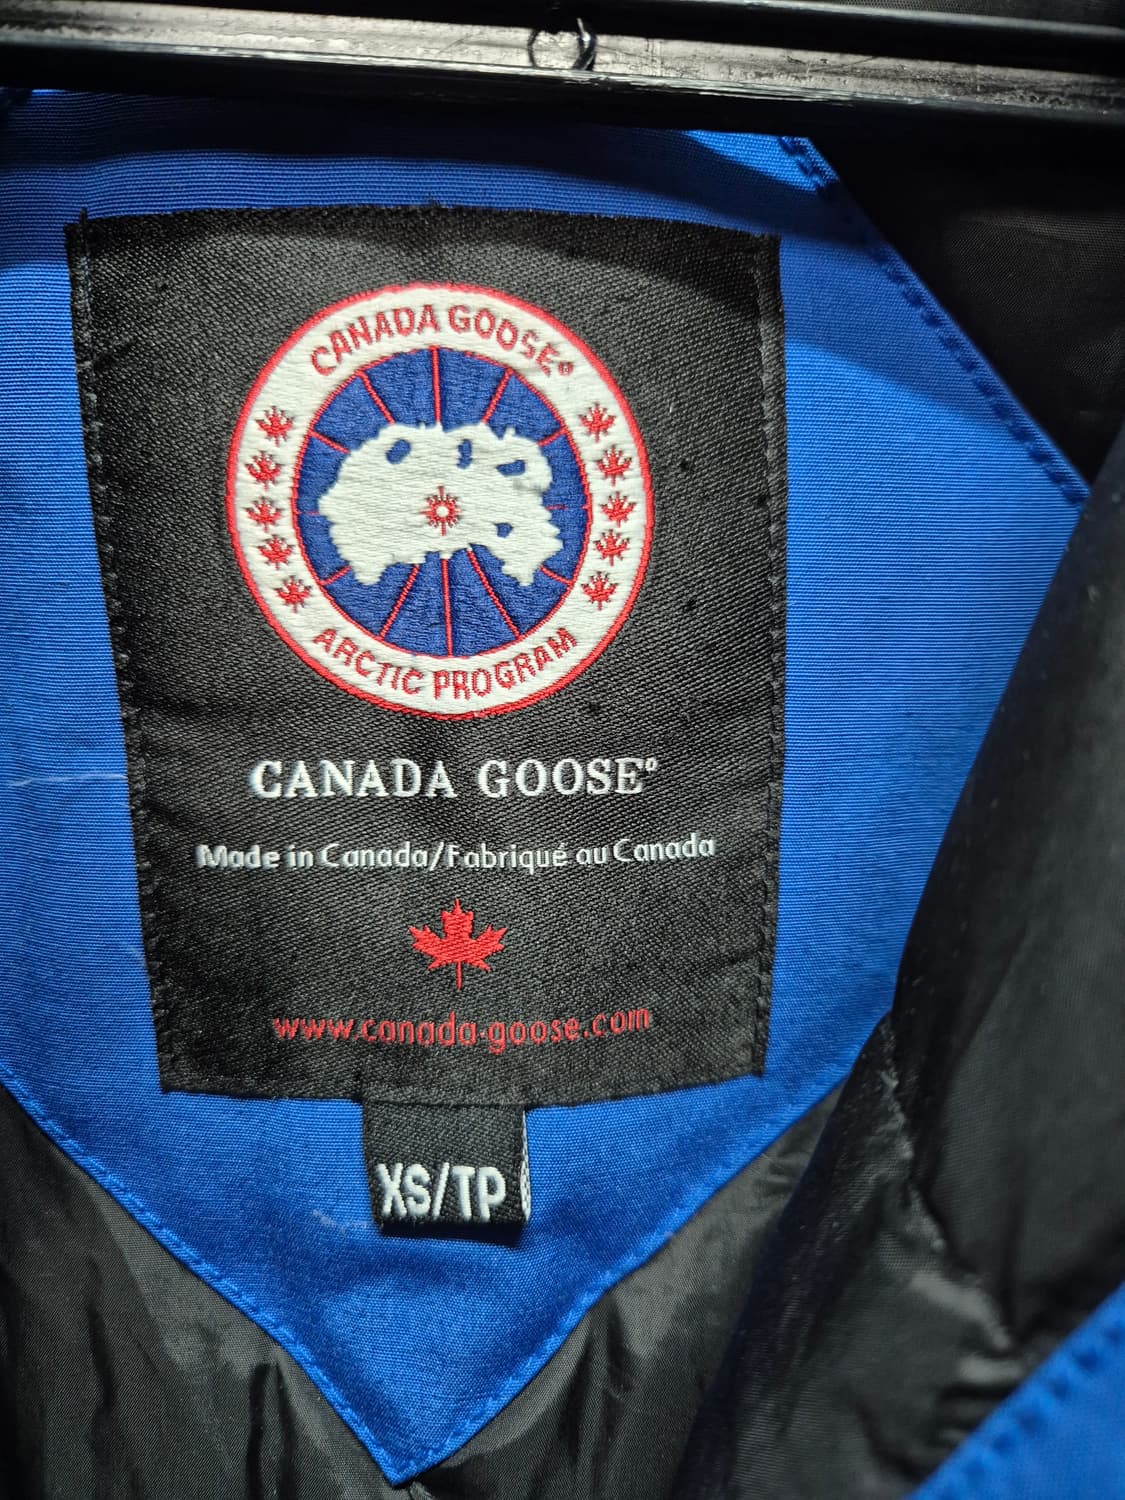 CANADA GOOSE®
ARCTIC PROGRAM
CANADA GOOSE®
Made in Canada/Fabriqué au Canada
www.canada-goose.com
XS/TP